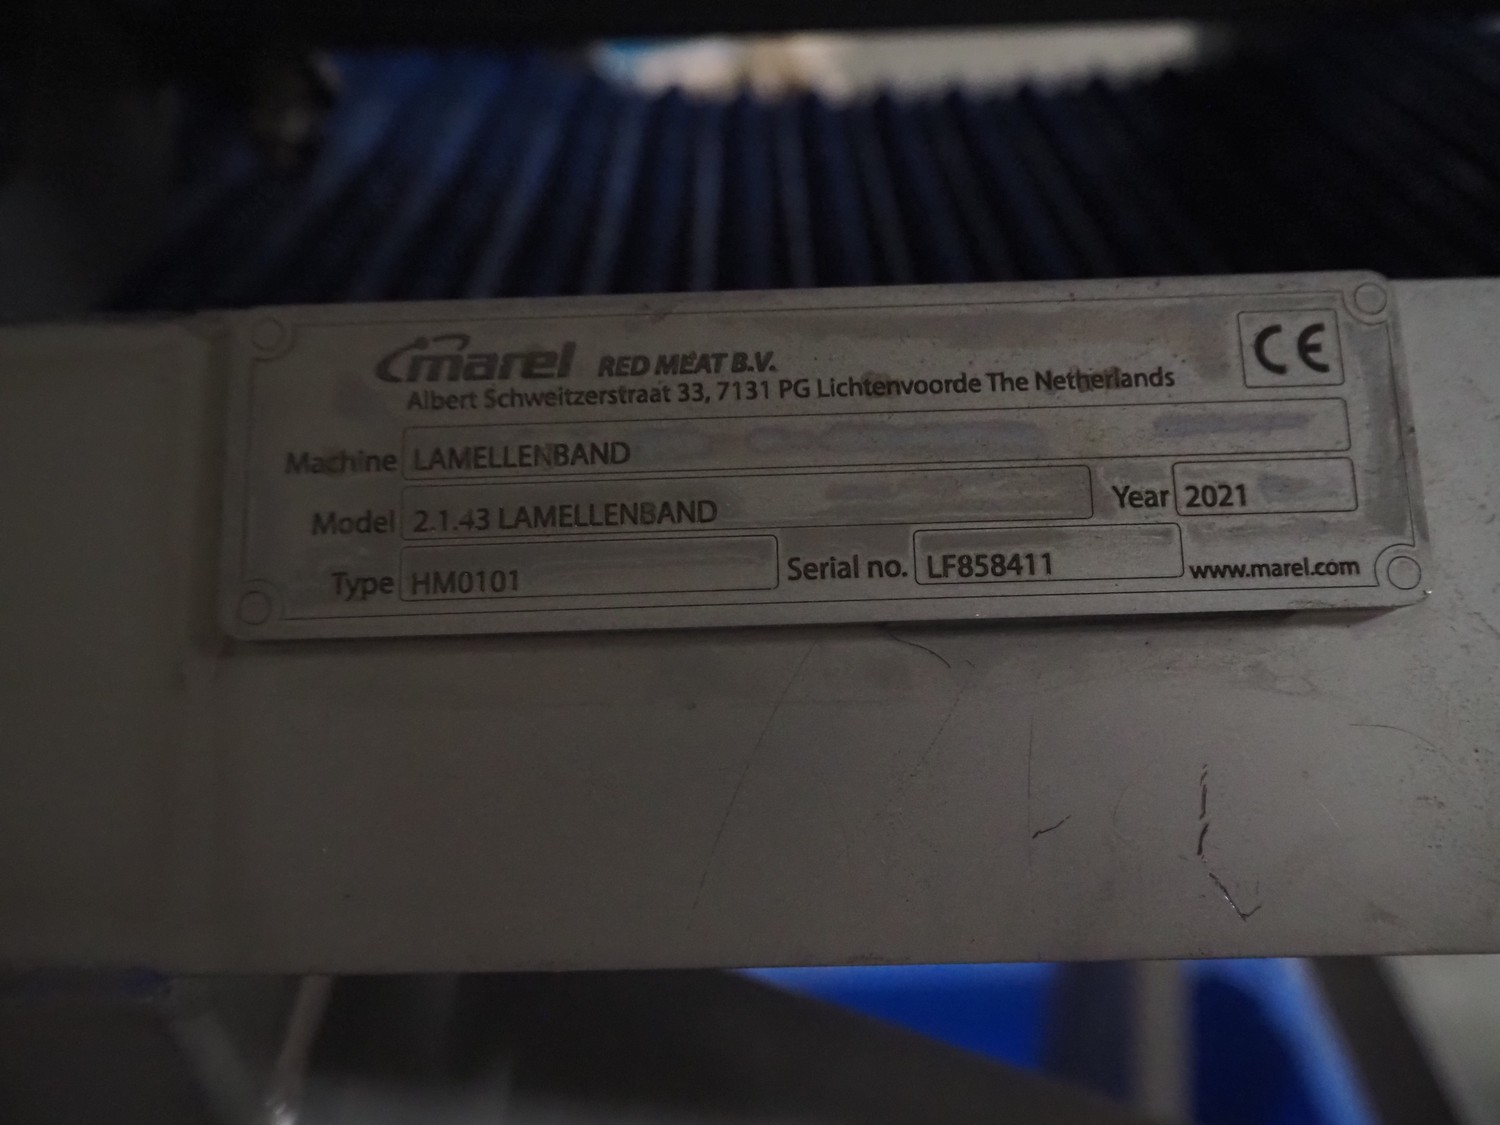 marel RED MEAT B.V.
Albert Schweitzerstraat 33, 7131 PG Lichtenvoorde The Netherlands
CE
Machine LAMELLENBAND
Model 2.1.43 LAMELLENBAND Year 2021
Type HM0101 Serial no. LF858411 www.marel.com